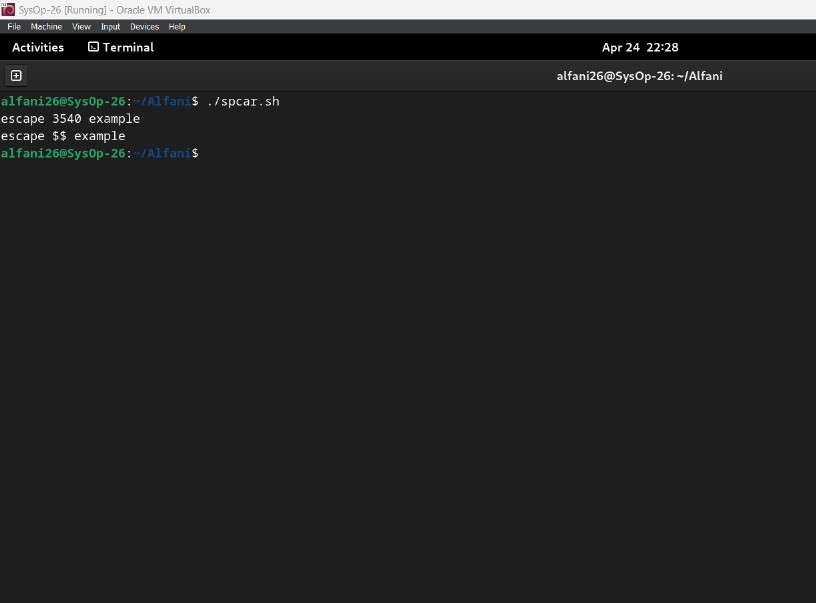 SysOp-26 [Running] - Oracle VM VirtualBox
File Machine View Input Devices Help
Activities Terminal Apr 24 22:28
alfani26@SysOp-26: ~/Alfani
alfani26@SysOp-26:~/Alfani$ ./spcar.sh
escape 3540 example
escape $$ example
alfani26@SysOp-26:~/Alfani$